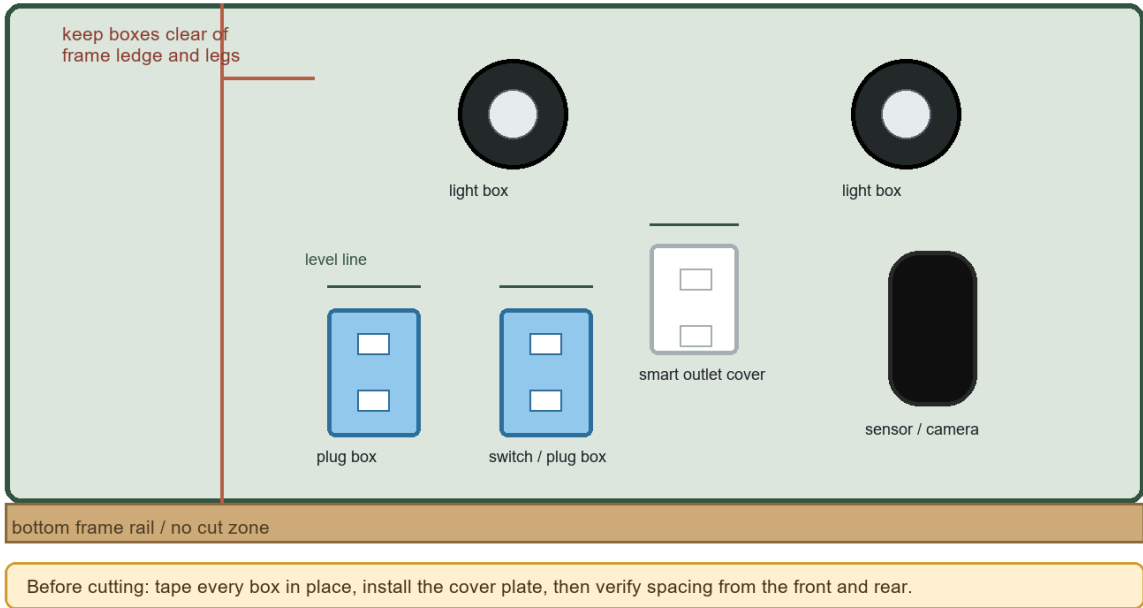 keep boxes clear of
frame ledge and legs
light box
light box
level line
smart outlet cover
sensor / camera
plug box
switch / plug box
bottom frame rail / no cut zone
Before cutting: tape every box in place, install the cover plate, then verify spacing from the front and rear.